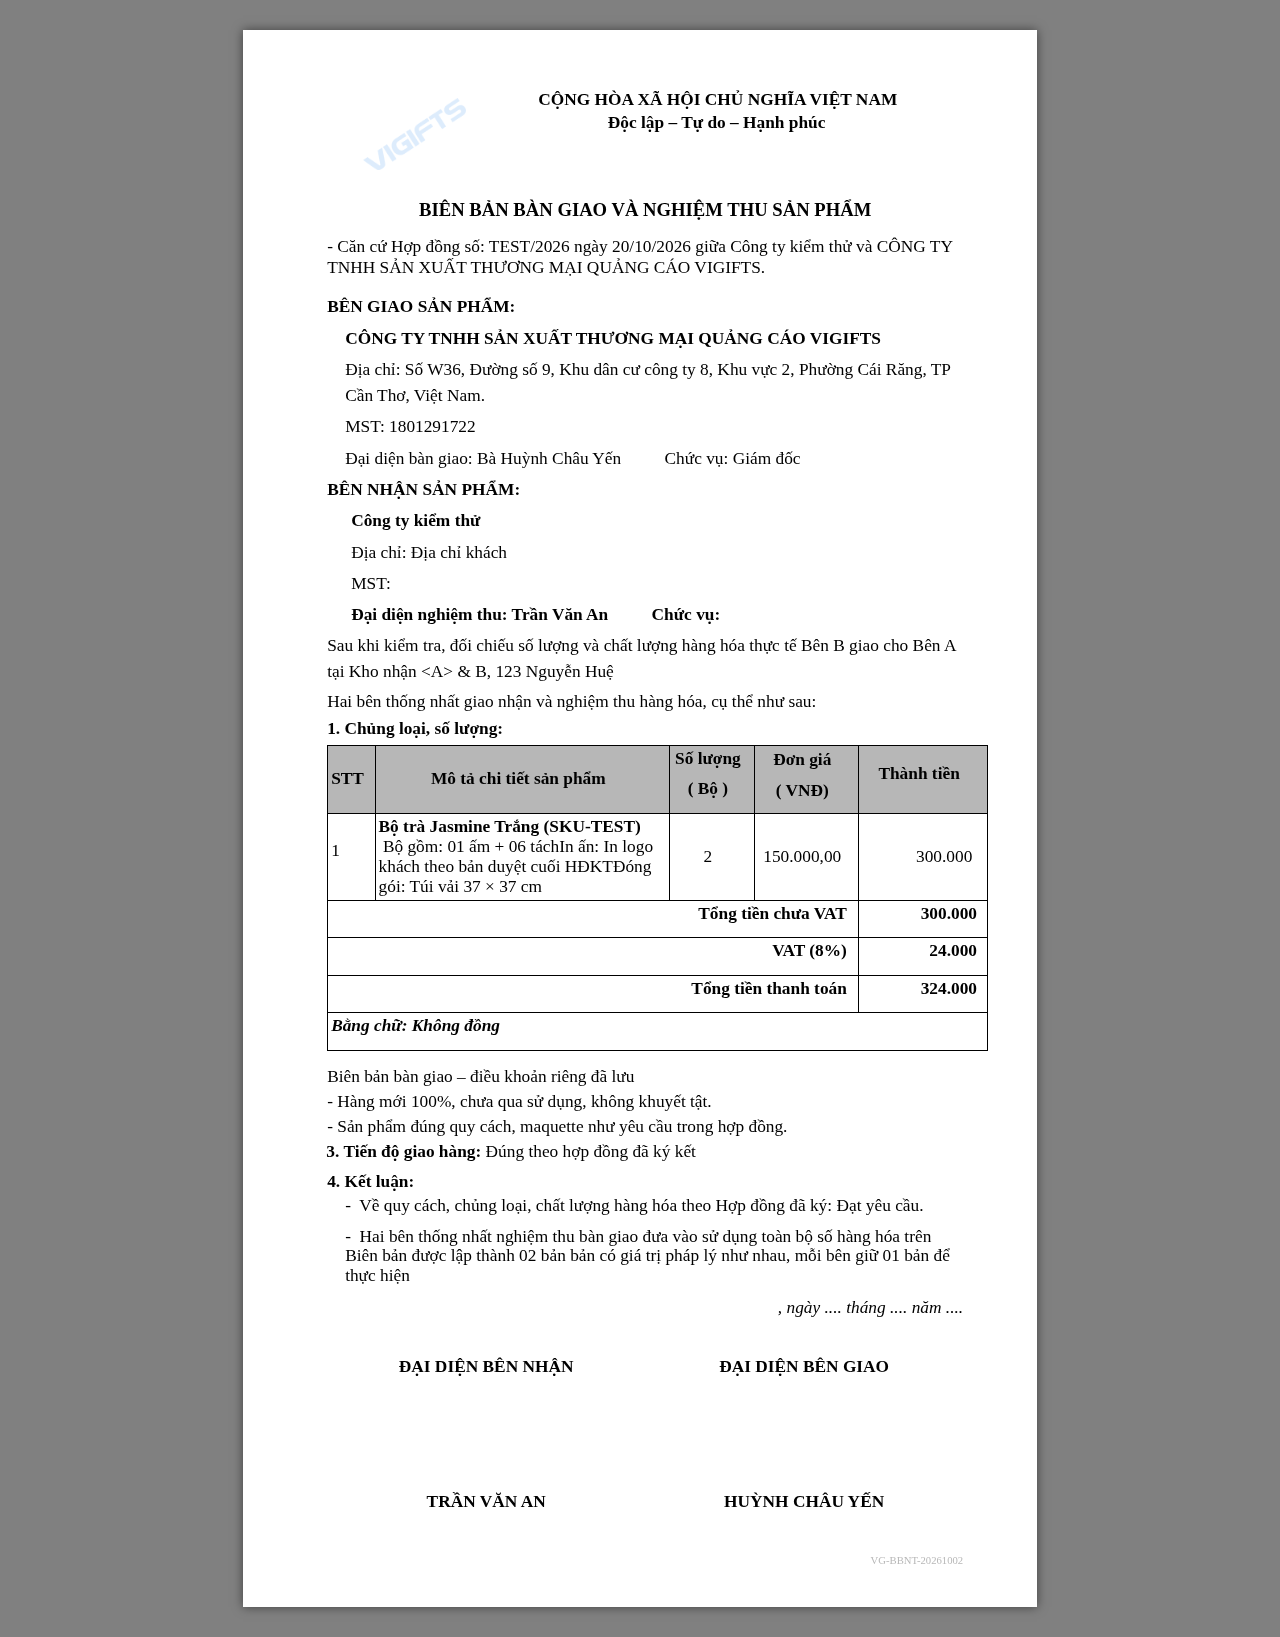 VIGIFTS
CỘNG HÒA XÃ HỘI CHỦ NGHĨA VIỆT NAM
Độc lập – Tự do – Hạnh phúc
BIÊN BẢN BÀN GIAO VÀ NGHIỆM THU SẢN PHẨM
- Căn cứ Hợp đồng số: TEST/2026 ngày 20/10/2026 giữa Công ty kiểm thử và CÔNG TY
TNHH SẢN XUẤT THƯƠNG MẠI QUẢNG CÁO VIGIFTS.
BÊN GIAO SẢN PHẨM:
CÔNG TY TNHH SẢN XUẤT THƯƠNG MẠI QUẢNG CÁO VIGIFTS
Địa chỉ: Số W36, Đường số 9, Khu dân cư công ty 8, Khu vực 2, Phường Cái Răng, TP
Cần Thơ, Việt Nam.
MST: 1801291722
Đại diện bàn giao: Bà Huỳnh Châu Yến Chức vụ: Giám đốc
BÊN NHẬN SẢN PHẨM:
Công ty kiểm thử
Địa chỉ: Địa chỉ khách
MST:
Đại diện nghiệm thu: Trần Văn An Chức vụ:
Sau khi kiểm tra, đối chiếu số lượng và chất lượng hàng hóa thực tế Bên B giao cho Bên A
tại Kho nhận <A> & B, 123 Nguyễn Huệ
Hai bên thống nhất giao nhận và nghiệm thu hàng hóa, cụ thể như sau:
1. Chủng loại, số lượng:
STT Mô tả chi tiết sản phẩm Số lượng ( Bộ ) Đơn giá ( VNĐ) Thành tiền
1 Bộ trà Jasmine Trắng (SKU-TEST)
Bộ gồm: 01 ấm + 06 táchIn ấn: In logo
khách theo bản duyệt cuối HĐKTĐóng
gói: Túi vải 37 × 37 cm
2 150.000,00 300.000
Tổng tiền chưa VAT 300.000
VAT (8%) 24.000
Tổng tiền thanh toán 324.000
Bằng chữ: Không đồng
Biên bản bàn giao – điều khoản riêng đã lưu
- Hàng mới 100%, chưa qua sử dụng, không khuyết tật.
- Sản phẩm đúng quy cách, maquette như yêu cầu trong hợp đồng.
3. Tiến độ giao hàng: Đúng theo hợp đồng đã ký kết
4. Kết luận:
- Về quy cách, chủng loại, chất lượng hàng hóa theo Hợp đồng đã ký: Đạt yêu cầu.
- Hai bên thống nhất nghiệm thu bàn giao đưa vào sử dụng toàn bộ số hàng hóa trên
Biên bản được lập thành 02 bản bản có giá trị pháp lý như nhau, mỗi bên giữ 01 bản để
thực hiện
, ngày .... tháng .... năm ....
ĐẠI DIỆN BÊN NHẬN ĐẠI DIỆN BÊN GIAO
TRẦN VĂN AN HUỲNH CHÂU YẾN
VG-BBNT-20261002